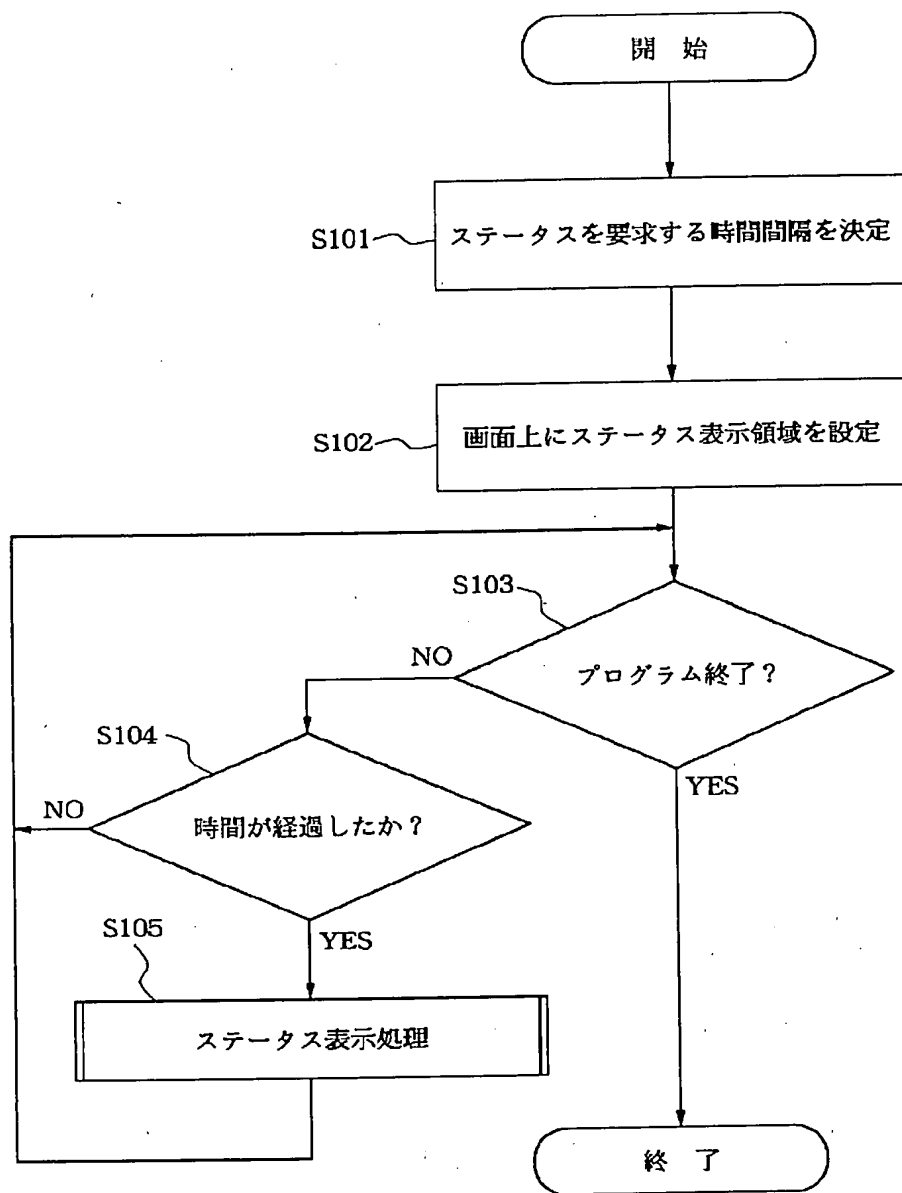 開 始
S101
ステータスを要求する時間間隔を決定
S102
画面上にステータス表示領域を設定
S103
プログラム終了?
NO
YES
S104
時間が経過したか?
NO
YES
S105
ステータス表示処理
終 了